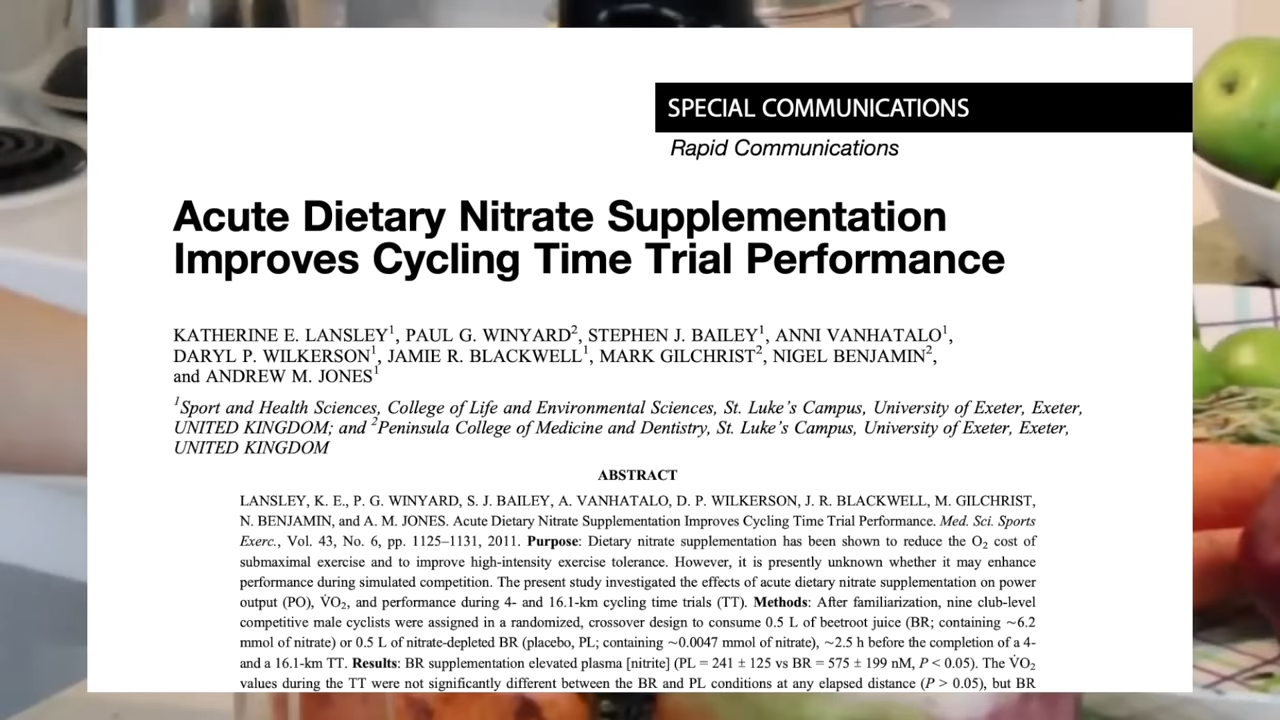 SPECIAL COMMUNICATIONS
Rapid Communications
Acute Dietary Nitrate Supplementation
Improves Cycling Time Trial Performance
KATHERINE E. LANSLEY¹, PAUL G. WINYARD², STEPHEN J. BAILEY¹, ANNI VANHATALO¹,
DARYL P. WILKERSON¹, JAMIE R. BLACKWELL¹, MARK GILCHRIST², NIGEL BENJAMIN²,
and ANDREW M. JONES¹
¹Sport and Health Sciences, College of Life and Environmental Sciences, St. Luke's Campus, University of Exeter, Exeter,
UNITED KINGDOM; and ²Peninsula College of Medicine and Dentistry, St. Luke's Campus, University of Exeter, Exeter,
UNITED KINGDOM
ABSTRACT
LANSLEY, K. E., P. G. WINYARD, S. J. BAILEY, A. VANHATALO, D. P. WILKERSON, J. R. BLACKWELL, M. GILCHRIST,
N. BENJAMIN, and A. M. JONES. Acute Dietary Nitrate Supplementation Improves Cycling Time Trial Performance. Med. Sci. Sports
Exerc., Vol. 43, No. 6, pp. 1125–1131, 2011. Purpose: Dietary nitrate supplementation has been shown to reduce the O₂ cost of
submaximal exercise and to improve high-intensity exercise tolerance. However, it is presently unknown whether it may enhance
performance during simulated competition. The present study investigated the effects of acute dietary nitrate supplementation on power
output (PO), V̇O₂, and performance during 4- and 16.1-km cycling time trials (TT). Methods: After familiarization, nine club-level
competitive male cyclists were assigned in a randomized, crossover design to consume 0.5 L of beetroot juice (BR; containing ~6.2
mmol of nitrate) or 0.5 L of nitrate-depleted BR (placebo, PL; containing ~0.0047 mmol of nitrate), ~2.5 h before the completion of a 4-
and a 16.1-km TT. Results: BR supplementation elevated plasma [nitrite] (PL = 241 ± 125 vs BR = 575 ± 199 nM, P < 0.05). The V̇O₂
values during the TT were not significantly different between the BR and PL conditions at any elapsed distance (P > 0.05), but BR